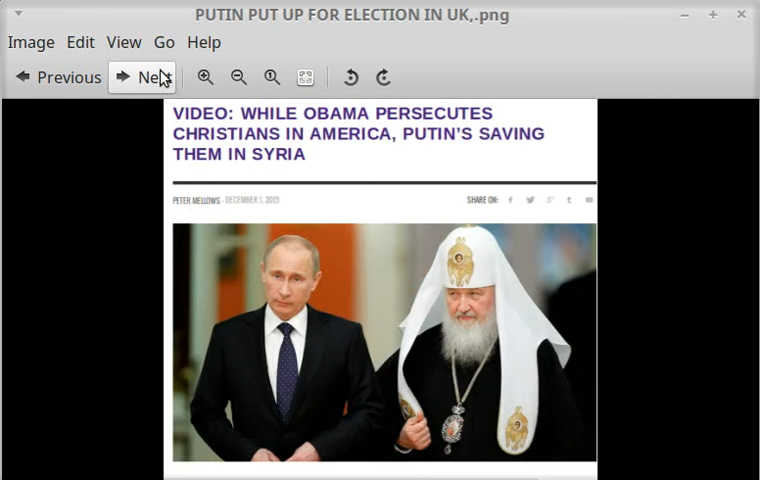 PUTIN PUT UP FOR ELECTION IN UK,.png
Image Edit View Go Help
Previous Next
VIDEO: WHILE OBAMA PERSECUTES
CHRISTIANS IN AMERICA, PUTIN'S SAVING
THEM IN SYRIA
PETER MELLOWS - DECEMBER 1, 2015 SHARE ON: